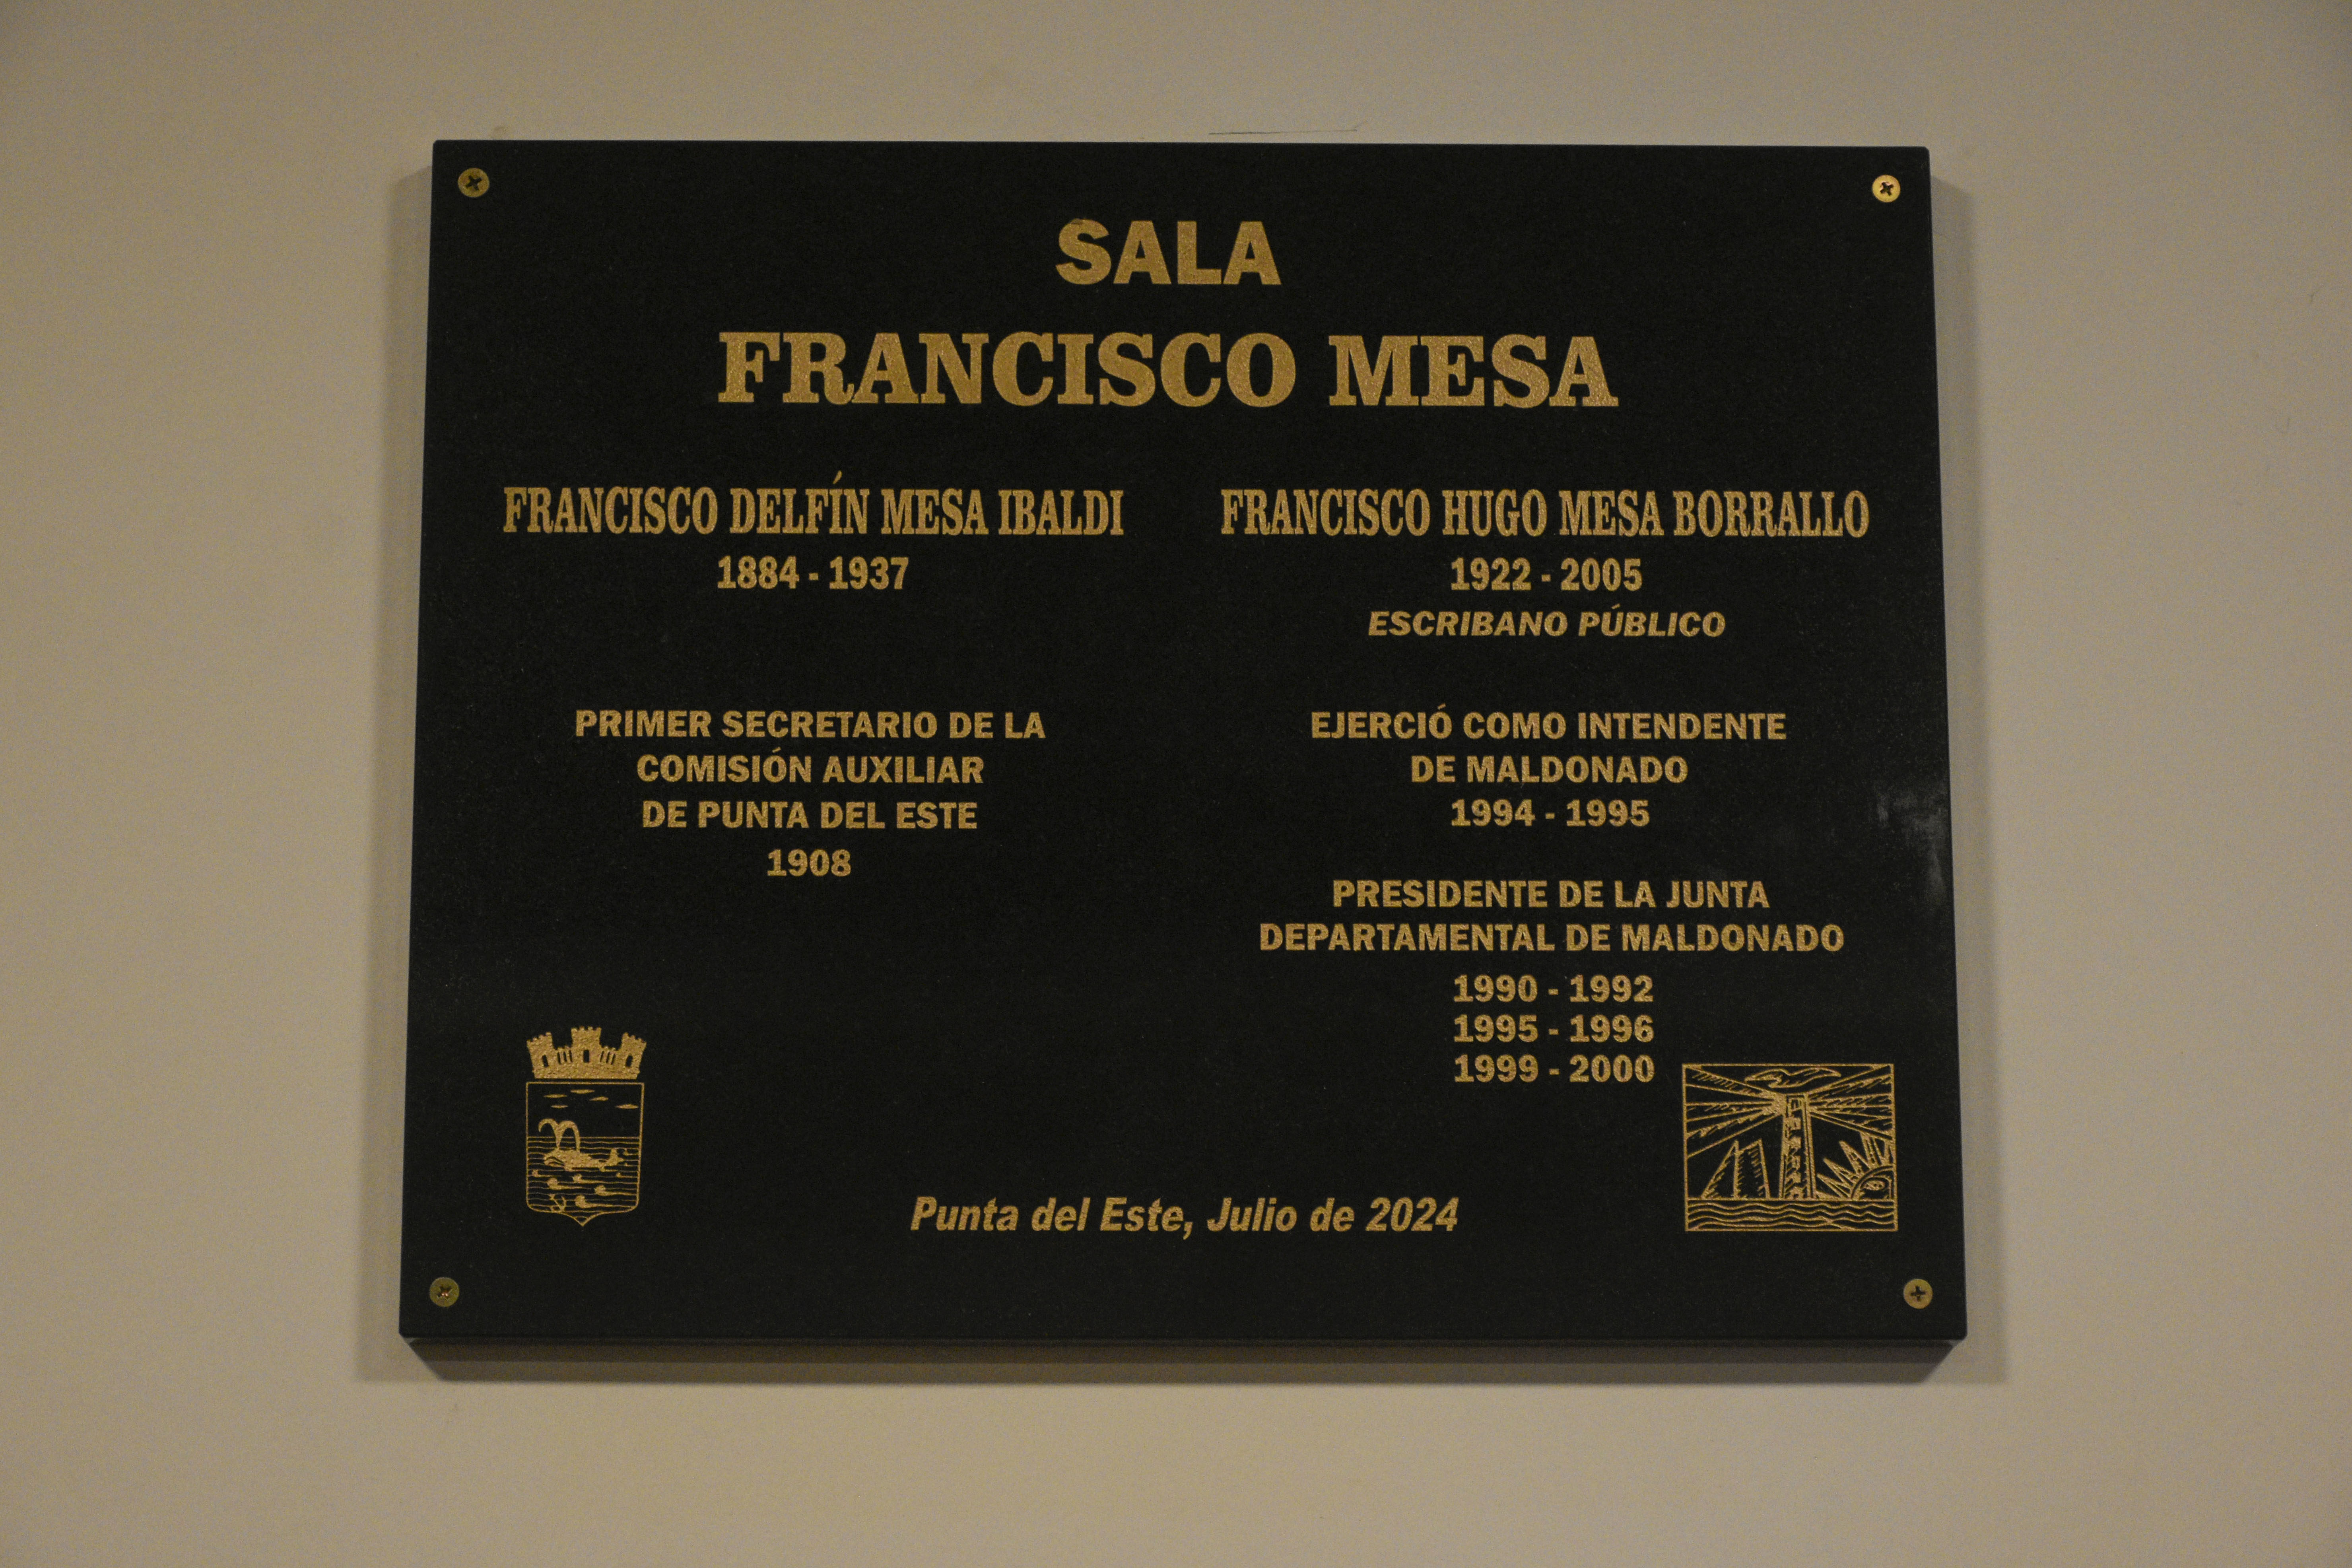 SALA
FRANCISCO MESA
FRANCISCO DELFÍN MESA IBALDI
1884 - 1937
PRIMER SECRETARIO DE LA
COMISIÓN AUXILIAR
DE PUNTA DEL ESTE
1908
FRANCISCO HUGO MESA BORRALLO
1922 - 2005
ESCRIBANO PÚBLICO
EJERCIÓ COMO INTENDENTE
DE MALDONADO
1994 - 1995
PRESIDENTE DE LA JUNTA
DEPARTAMENTAL DE MALDONADO
1990 - 1992
1995 - 1996
1999 - 2000
Punta del Este, Julio de 2024